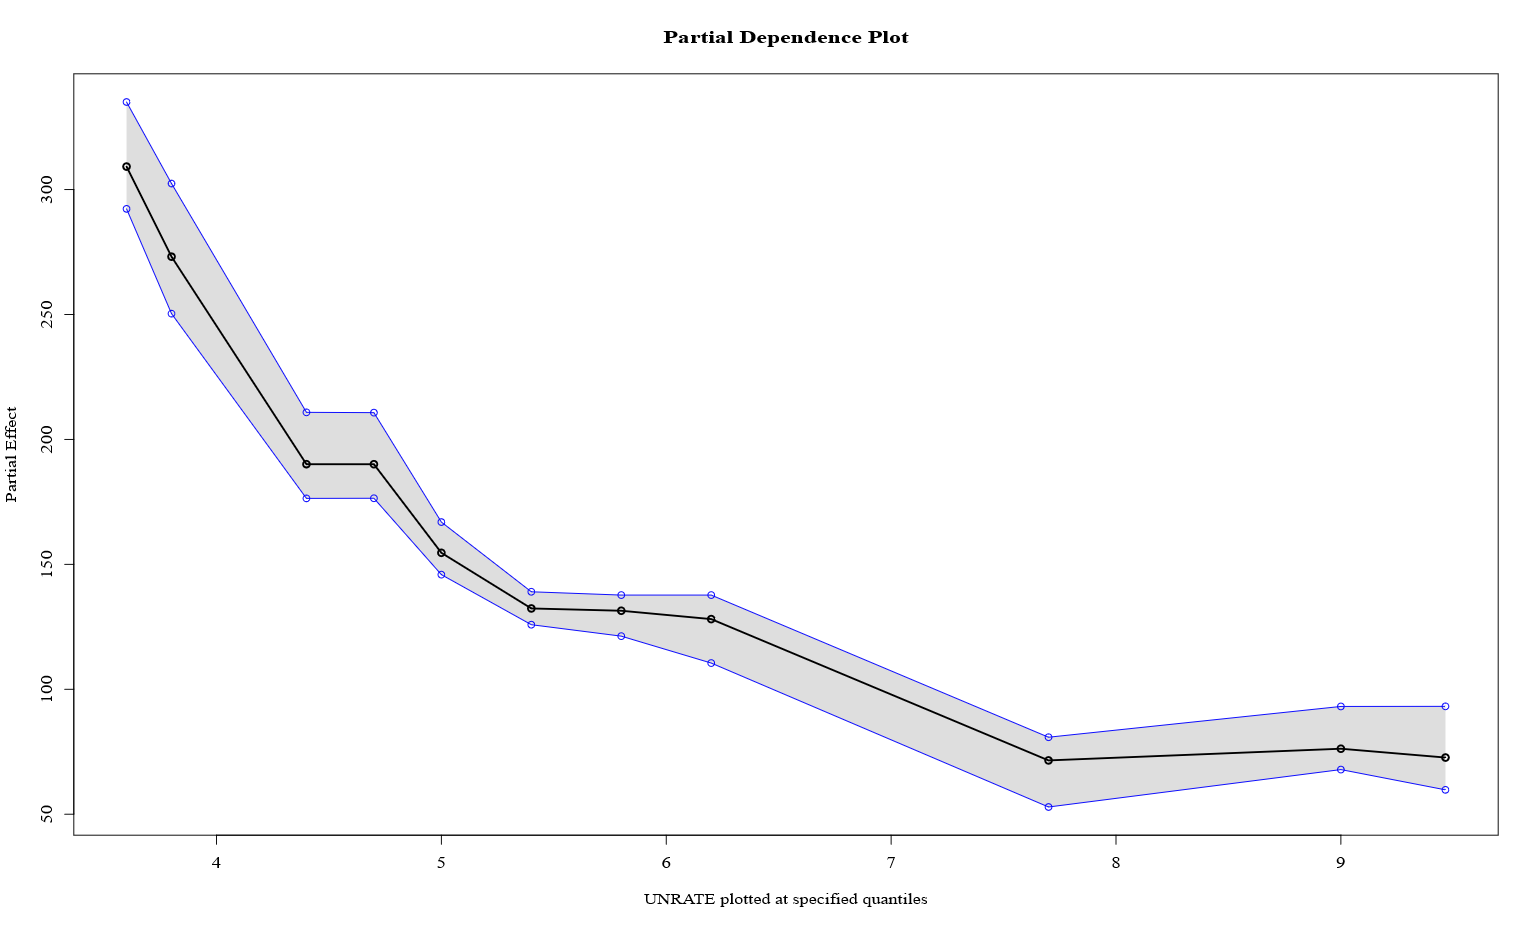 Partial Dependence Plot
Partial Effect
300
250
200
150
100
50
4 5 6 7 8 9
UNRATE plotted at specified quantiles